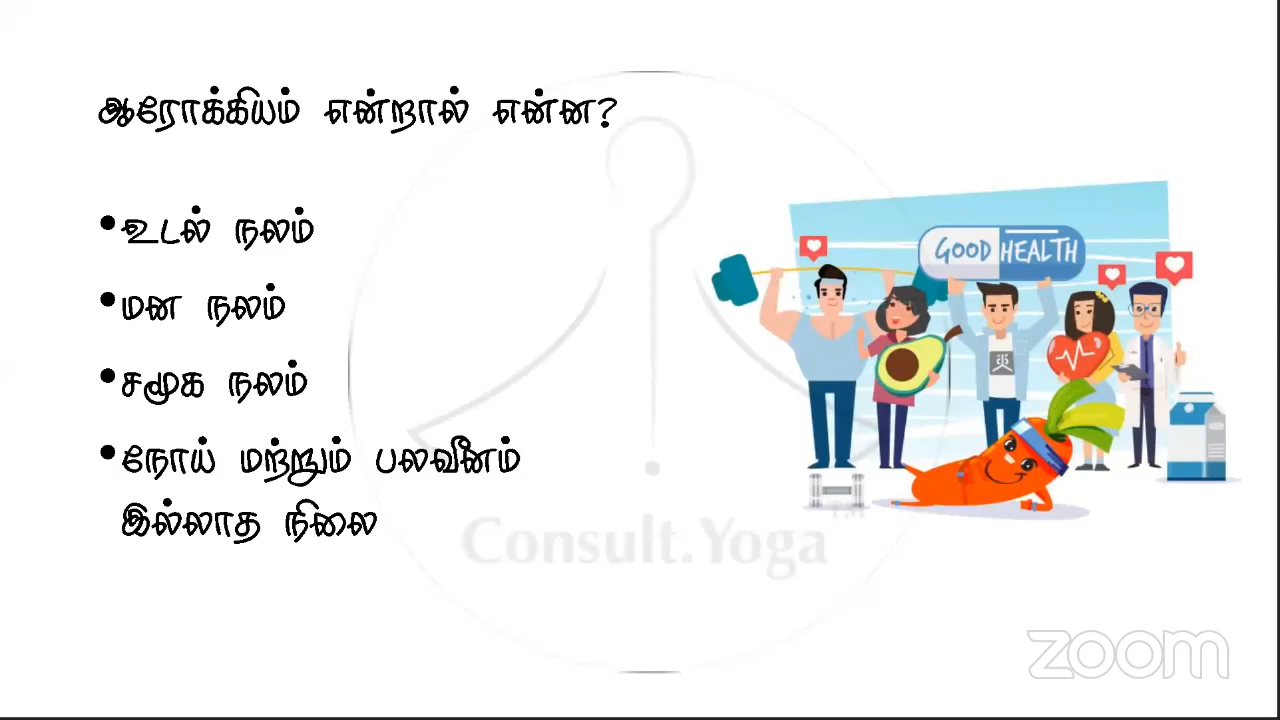 ஆரோக்கியம் என்றால் என்ன?
•உடல் நலம்
•மன நலம்
•சமூக நலம்
•நோய் மற்றும் பலவீனம்
இல்லாத நிலை
GOOD HEALTH
Consult.Yoga
TM
zoom